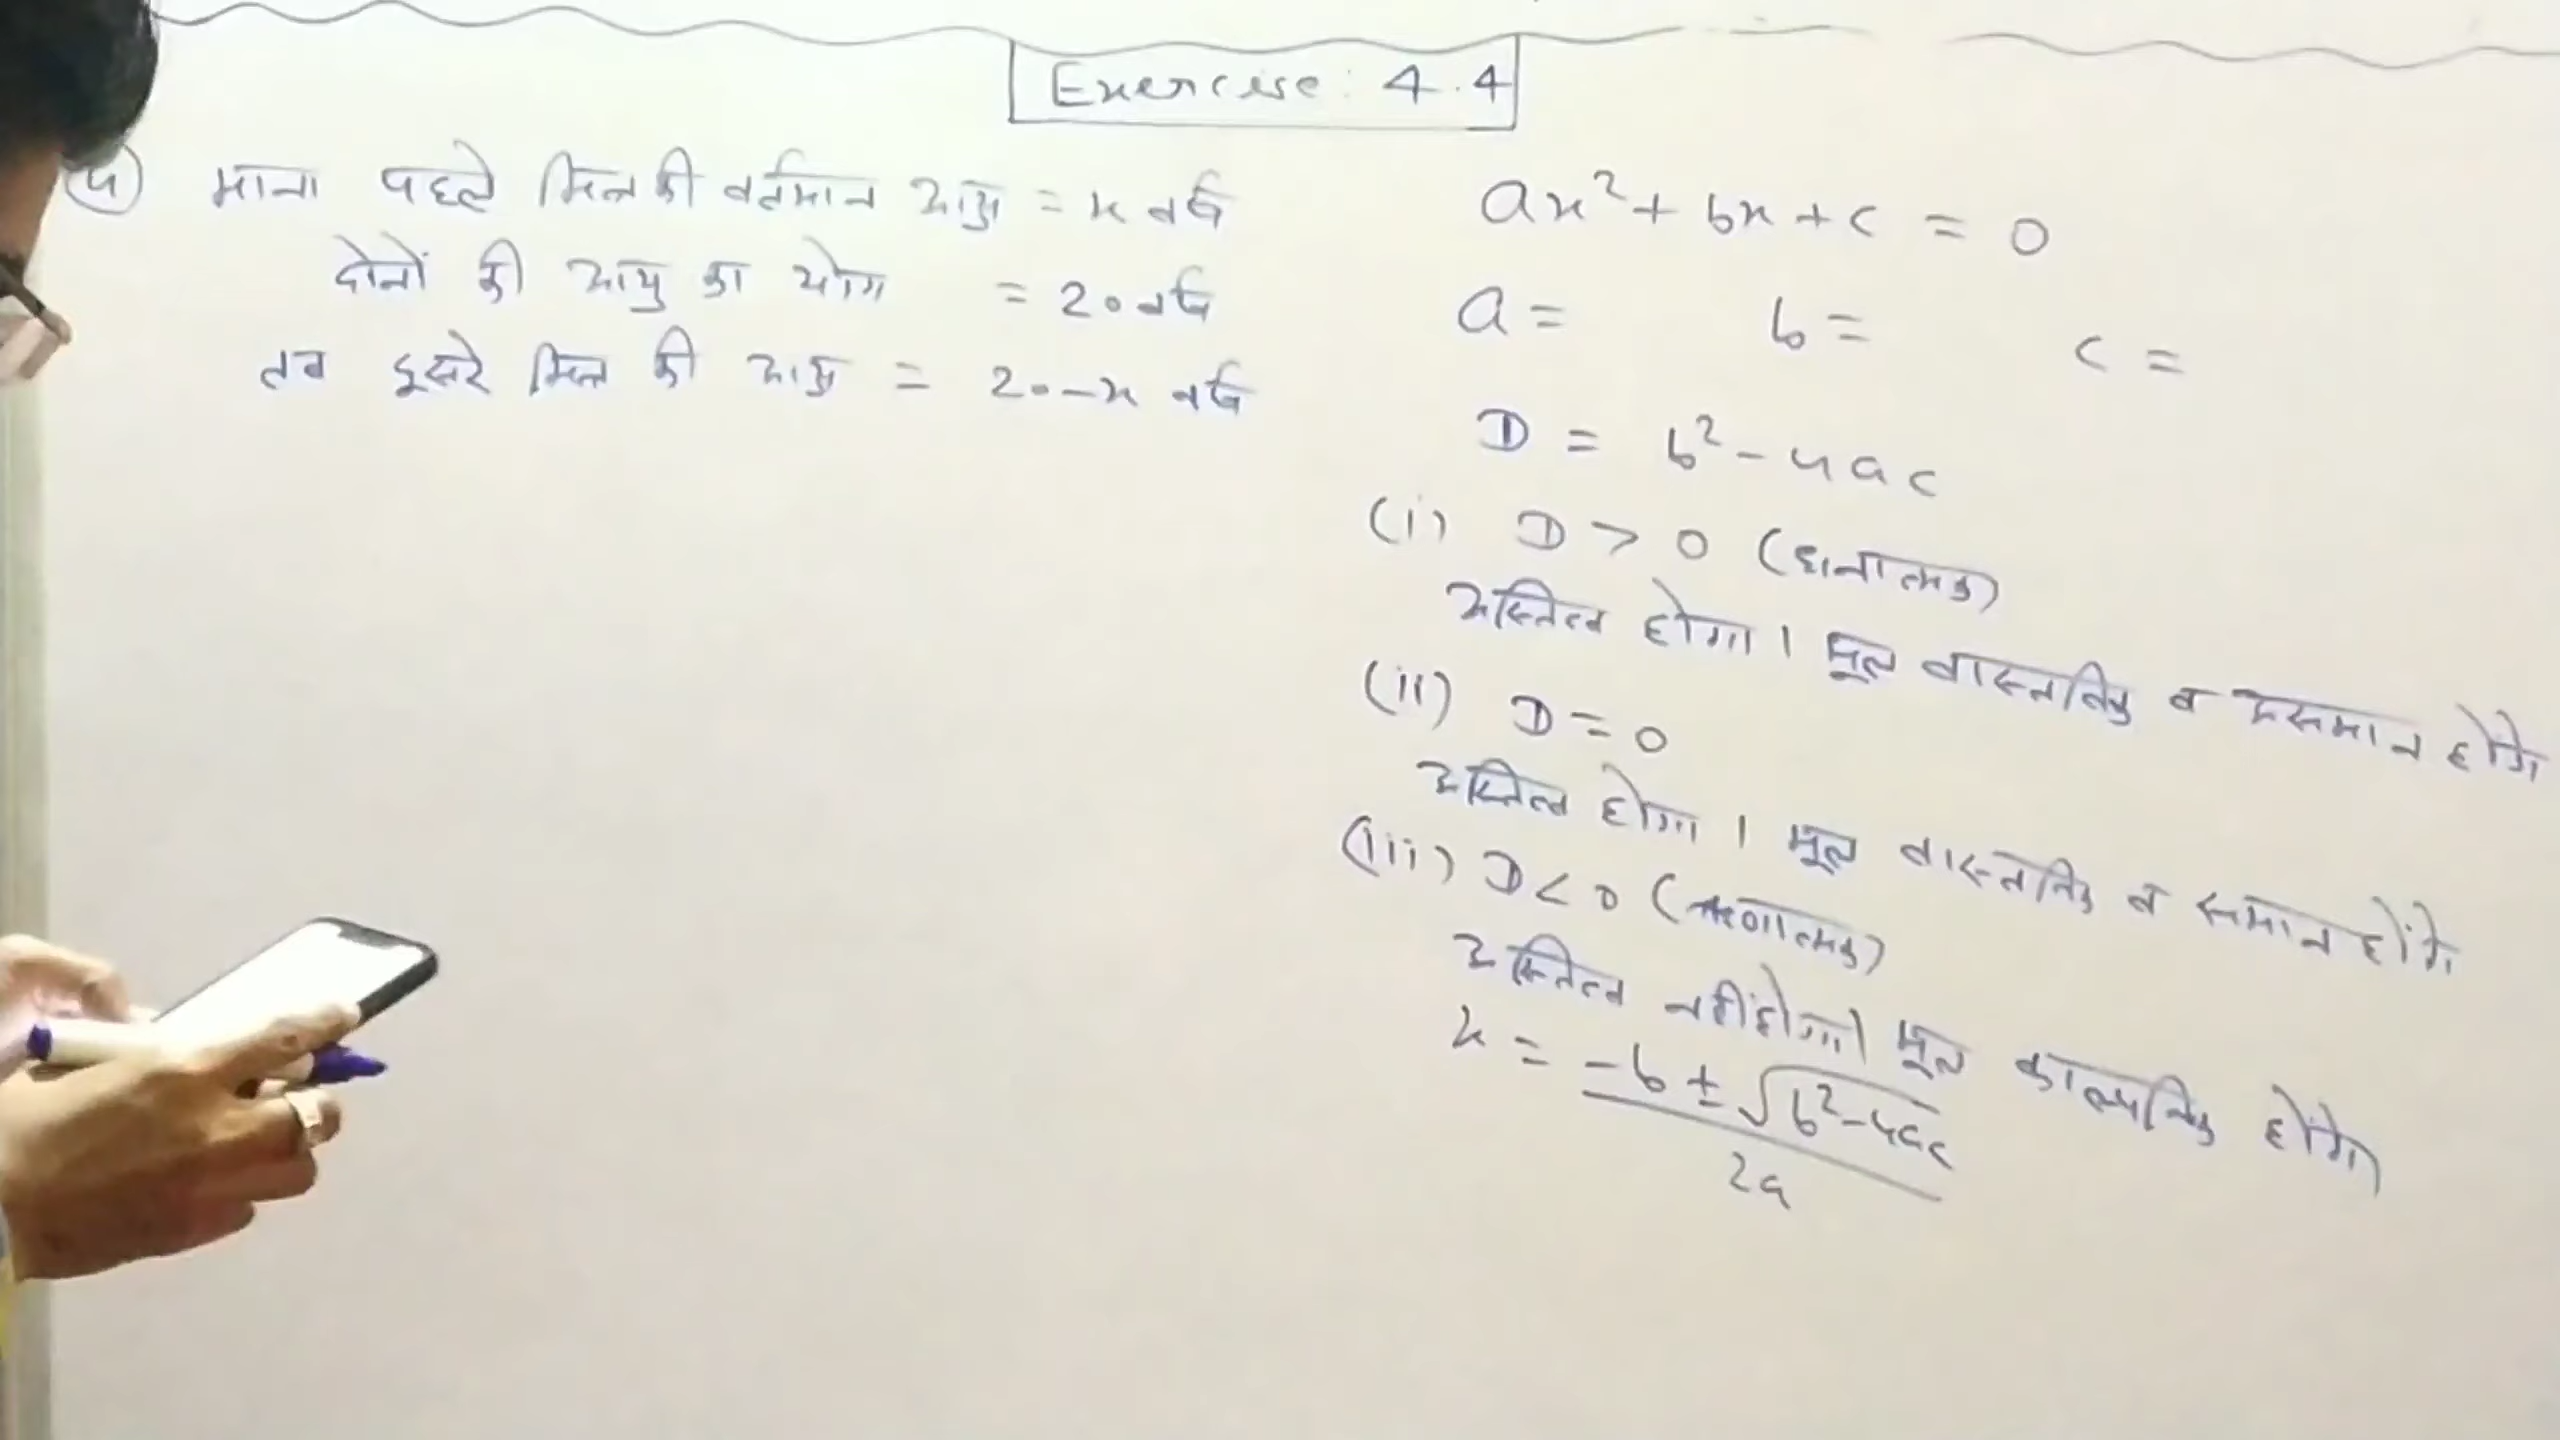 Exercise: 4.4
४) माना पहले मित्र की वर्तमान आयु = x वर्ष
दोनों की आयु का योग = 20 वर्ष
तब दूसरे मित्र की आयु = 20-x वर्ष
ax² + bx + c = 0
a = b = c =
D = b² - 4ac
(i) D > 0 (धनात्मक)
अस्तित्व होगा। मूल वास्तविक व असमान होंगे
(ii) D = 0
अस्तित्व होगा। मूल वास्तविक व समान होंगे
(iii) D < 0 (ऋणात्मक)
अस्तित्व नहीं होगा। मूल काल्पनिक होंगे
x = -b ± √b²-4ac
2a